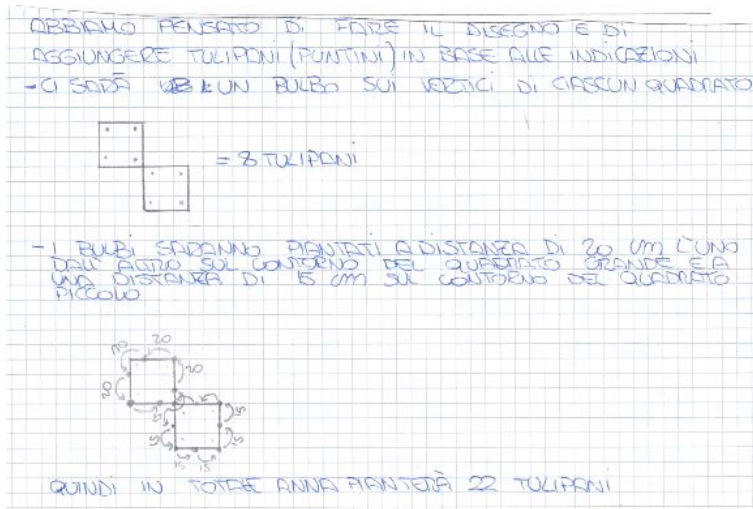 ABBIAMO PENSATO DI FARE IL DISEGNO E DI
AGGIUNGERE TULIPANI (PUNTINI) IN BASE ALLE INDICAZIONI
- CI SARÀ UN BULBO SUI VERTICI DI CIASCUN QUADRATO
= 8 TULIPANI
- I BULBI SARANNO PIANTATI A DISTANZA DI 20 CM L'UNO
DALL'ALTRO SUL CONTORNO DEL QUADRATO GRANDE E A
UNA DISTANZA DI 15 CM SUL CONTORNO DEL QUADRATO
PICCOLO
20 20
20
20
15 15
15 15
15 15
QUINDI IN TOTALE ANNA PIANTERÀ 22 TULIPANI